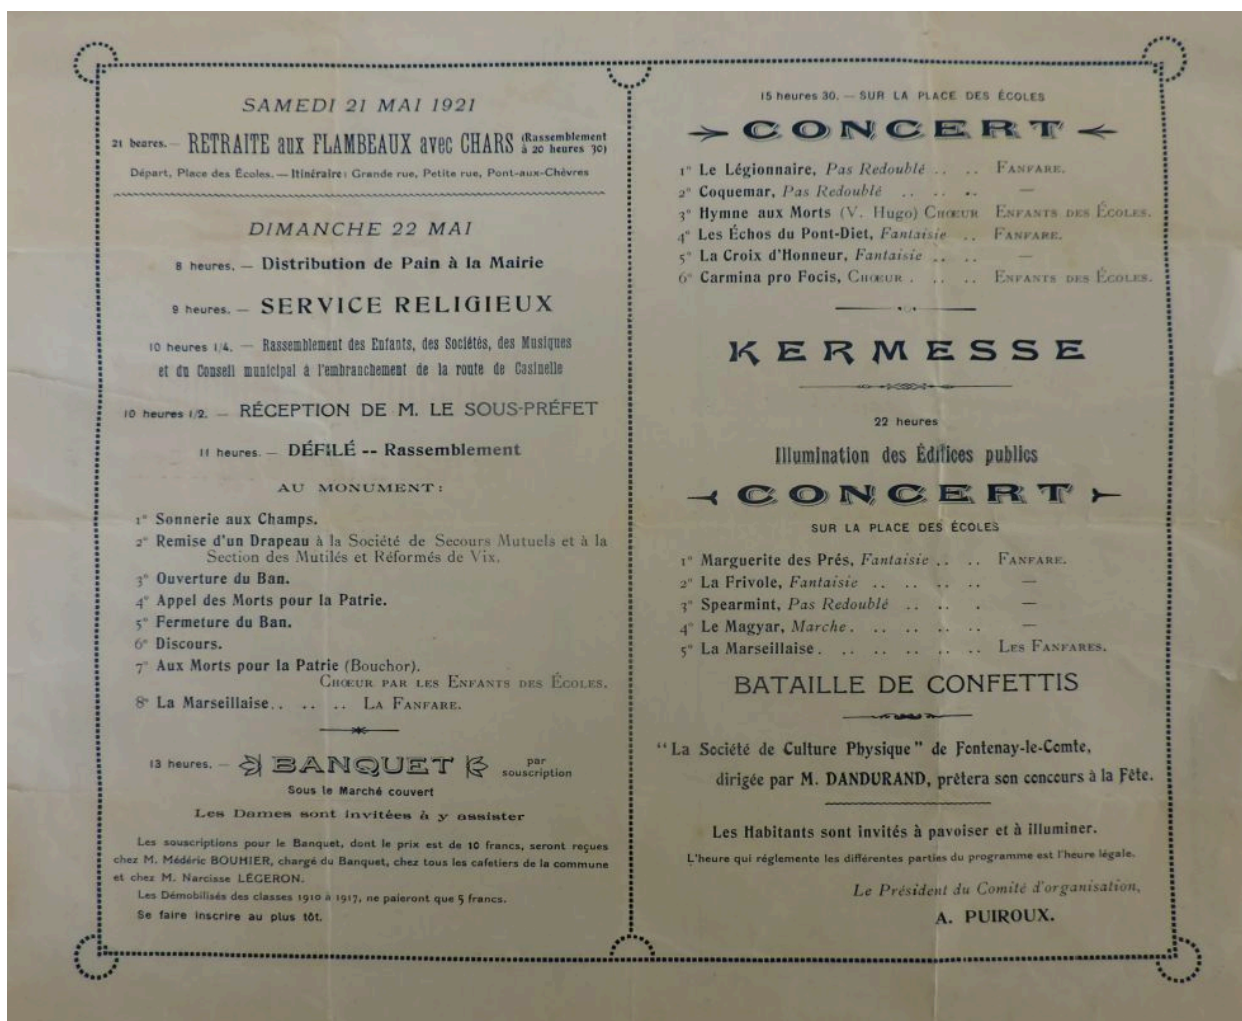 SAMEDI 21 MAI 1921
21 heures. — RETRAITE aux FLAMBEAUX avec CHARS (Rassemblement à 20 heures 30)
Départ, Place des Écoles. — Itinéraire: Grande rue, Petite rue, Pont-aux-Chèvres
DIMANCHE 22 MAI
8 heures. — Distribution de Pain à la Mairie
9 heures. — SERVICE RELIGIEUX
10 heures 1/4. — Rassemblement des Enfants, des Sociétés, des Musiques
et du Conseil municipal à l'embranchement de la route de Casinelle
10 heures 1/2. — RÉCEPTION DE M. LE SOUS-PRÉFET
11 heures. — DÉFILÉ -- Rassemblement
AU MONUMENT:
1° Sonnerie aux Champs.
2° Remise d'un Drapeau à la Société de Secours Mutuels et à la
Section des Mutilés et Réformés de Vix.
3° Ouverture du Ban.
4° Appel des Morts pour la Patrie.
5° Fermeture du Ban.
6° Discours.
7° Aux Morts pour la Patrie (Bouchor).
CHŒUR PAR LES ENFANTS DES ÉCOLES.
8° La Marseillaise.. .. .. LA FANFARE.
13 heures. — BANQUET par souscription
Sous le Marché couvert
Les Dames sont invitées à y assister
Les souscriptions pour le Banquet, dont le prix est de 10 francs, seront reçues
chez M. Médéric BOUHIER, chargé du Banquet, chez tous les cafetiers de la commune
et chez M. Narcisse LÉGERON.
Les Démobilisés des classes 1910 à 1917, ne paieront que 5 francs.
Se faire inscrire au plus tôt.
15 heures 30. — SUR LA PLACE DES ÉCOLES
CONCERT
1° Le Légionnaire, Pas Redoublé .. .. FANFARE.
2° Coquemar, Pas Redoublé .. .. .. —
3° Hymne aux Morts (V. Hugo) CHŒUR ENFANTS DES ÉCOLES.
4° Les Échos du Pont-Diet, Fantaisie .. FANFARE.
5° La Croix d'Honneur, Fantaisie .. .. —
6° Carmina pro Focis, CHŒUR . .. .. ENFANTS DES ÉCOLES.
KERMESSE
22 heures
Illumination des Édifices publics
CONCERT
SUR LA PLACE DES ÉCOLES
1° Marguerite des Prés, Fantaisie .. .. FANFARE.
2° La Frivole, Fantaisie .. .. .. .. —
3° Spearmint, Pas Redoublé .. .. . —
4° Le Magyar, Marche. .. .. .. .. —
5° La Marseillaise. .. .. .. .. .. LES FANFARES.
BATAILLE DE CONFETTIS
"La Société de Culture Physique" de Fontenay-le-Comte,
dirigée par M. DANDURAND, prêtera son concours à la Fête.
Les Habitants sont invités à pavoiser et à illuminer.
L'heure qui réglemente les différentes parties du programme est l'heure légale.
Le Président du Comité d'organisation,
A. PUIROUX.